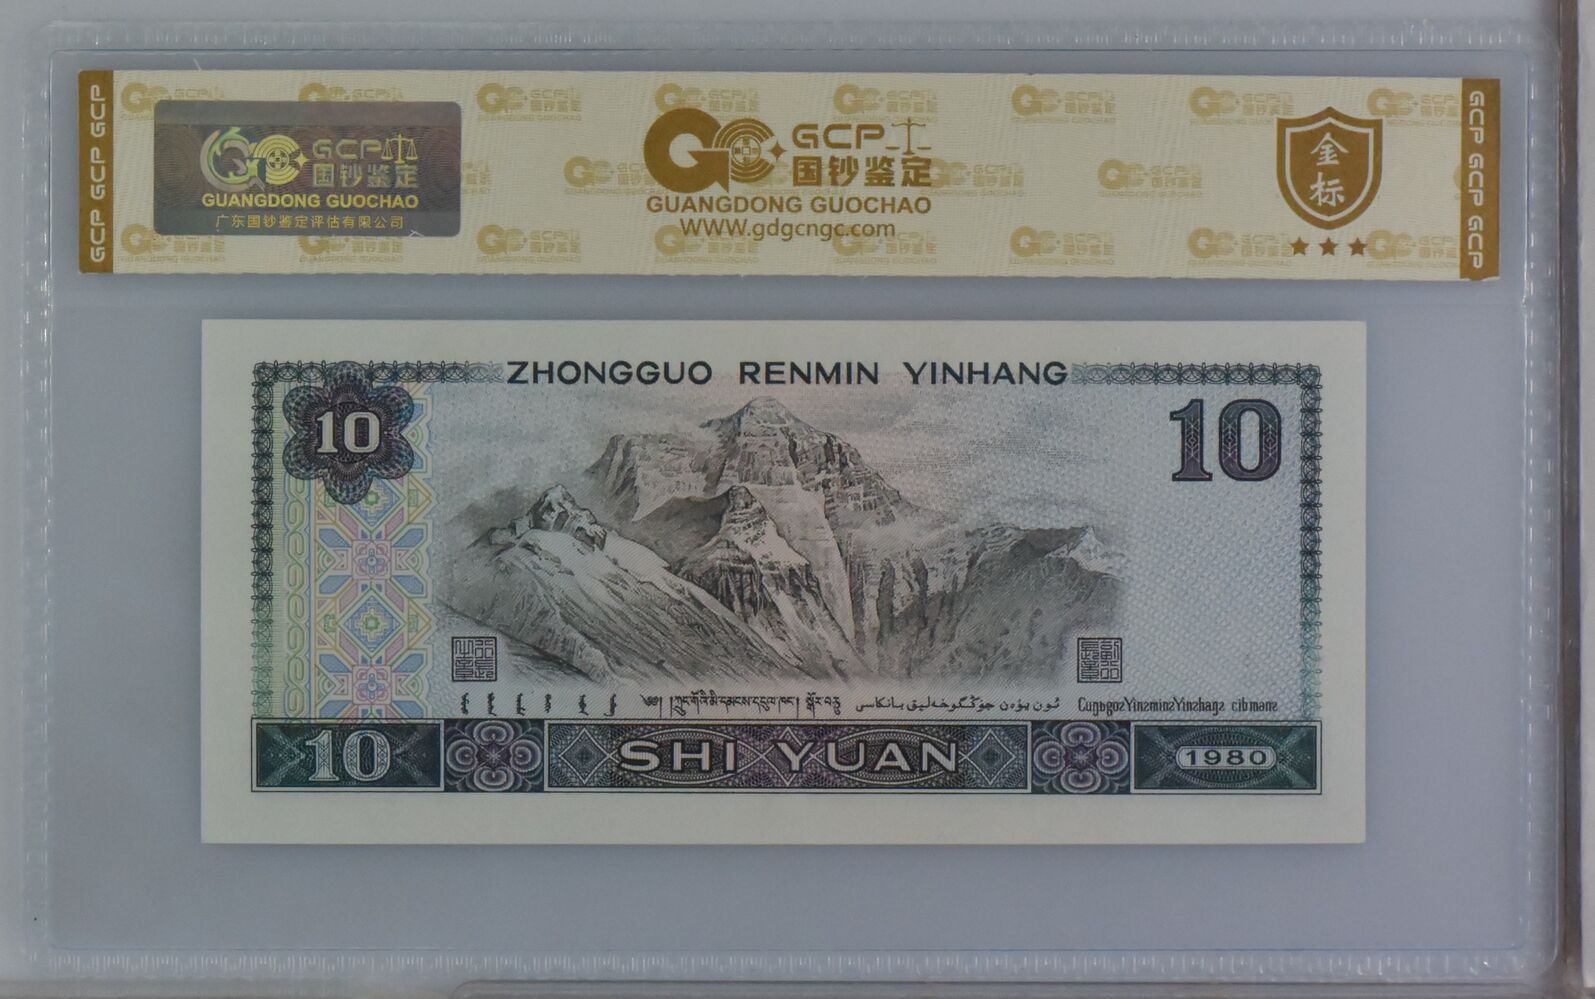 GCP GCP GCP
GCP
国钞鉴定
GUANGDONG GUOCHAO
广东国钞鉴定评估有限公司
GCP
国钞鉴定
GUANGDONG GUOCHAO
WWW.gdgcngc.com
金标
GCP GCP GCP
ZHONGGUO RENMIN YINHANG
10
10
10
SHI YUAN
1980